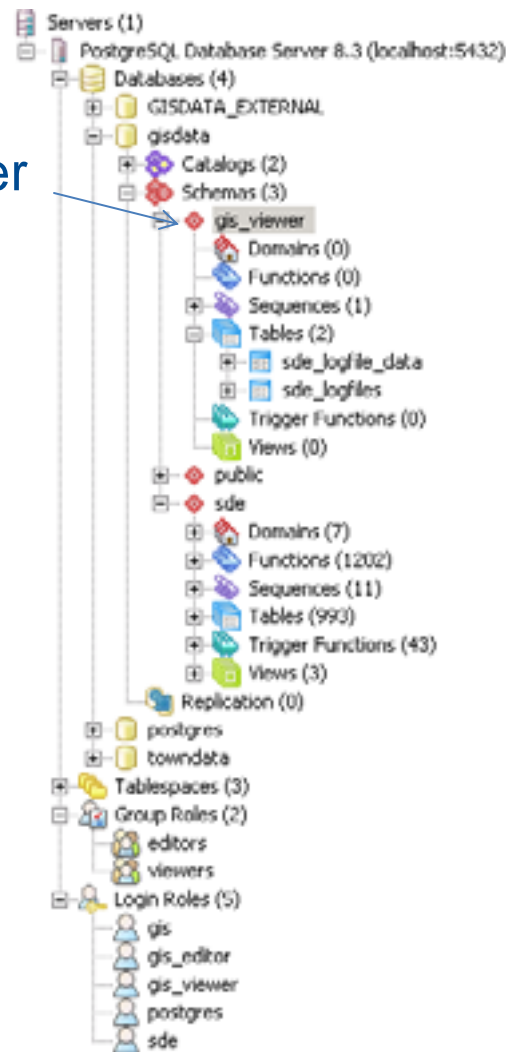 Servers (1)
PostgreSQL Database Server 8.3 (localhost:5432)
Databases (4)
GISDATA_EXTERNAL
gisdata
Catalogs (2)
er
Schemas (3)
gis_viewer
Domains (0)
Functions (0)
Sequences (1)
Tables (2)
sde_logfile_data
sde_logfiles
Trigger Functions (0)
Views (0)
public
sde
Domains (7)
Functions (1202)
Sequences (11)
Tables (993)
Trigger Functions (43)
Views (3)
Replication (0)
postgres
towndata
Tablespaces (3)
Group Roles (2)
editors
viewers
Login Roles (5)
gis
gis_editor
gis_viewer
postgres
sde